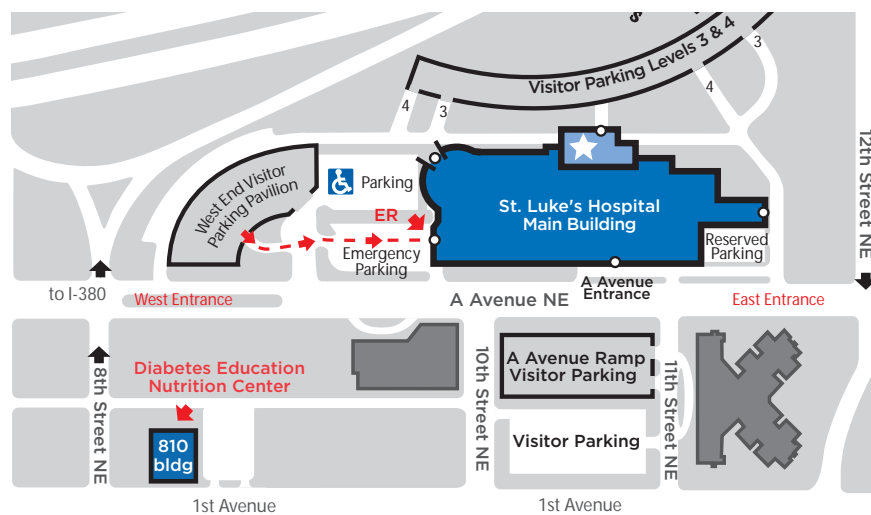 Visitor Parking Levels 3 & 4
3
4
4
3
12th Street NE
West End Visitor
Parking Pavilion
Parking
ER
St. Luke's Hospital
Main Building
Emergency
Parking
Reserved
Parking
A Avenue
Entrance
to I-380
West Entrance
A Avenue NE
East Entrance
8th Street NE
Diabetes Education
Nutrition Center
810
bldg
10th Street NE
A Avenue Ramp
Visitor Parking
11th Street NE
Visitor Parking
1st Avenue
1st Avenue